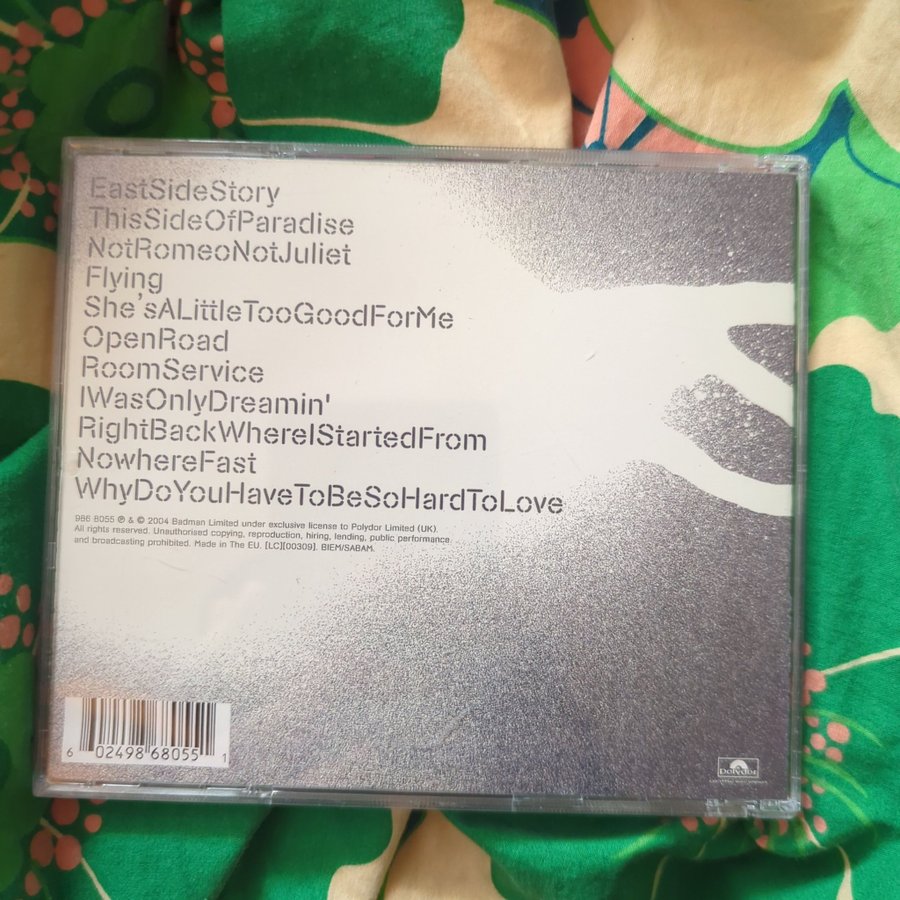 EastSideStory
ThisSideOfParadise
NotRomeoNotJuliet
Flying
She'sALittleTooGoodForMe
OpenRoad
RoomService
IWasOnlyDreamin'
RightBackWhereIStartedFrom
NowhereFast
WhyDoYouHaveToBeSoHardToLove
986 8055 ℗ & © 2004 Badman Limited under exclusive license to Polydor Limited (UK).
All rights reserved. Unauthorised copying, reproduction, hiring, lending, public performance
and broadcasting prohibited. Made in The EU. [LC][00309]. BIEM/SABAM.
6 02498 68055 1
Polydor